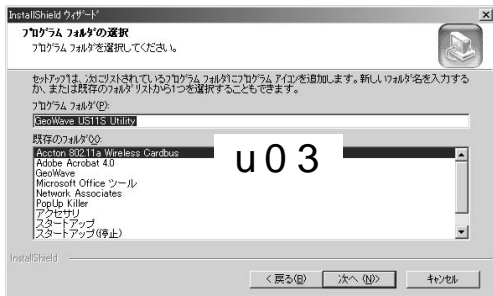 InstallShield ウィザード
プログラム フォルダの選択
プログラム フォルダを選択してください。
セットアップは、次にリストされているプログラム フォルダにプログラム アイコンを追加します。新しいフォルダ名を入力する
か、または既存のフォルダ リストから1つを選択することもできます。
プログラム フォルダ(P):
GeoWave US11S Utility
既存のフォルダ(X):
Accton 802.11a Wireless Cardbus
Adobe Acrobat 4.0
GeoWave
Microsoft Office ツール
Network Associates
PopUp Killer
アクセサリ
スタートアップ
スタートアップ(停止)
u03
InstallShield
< 戻る(B)
次へ (N)>
キャンセル